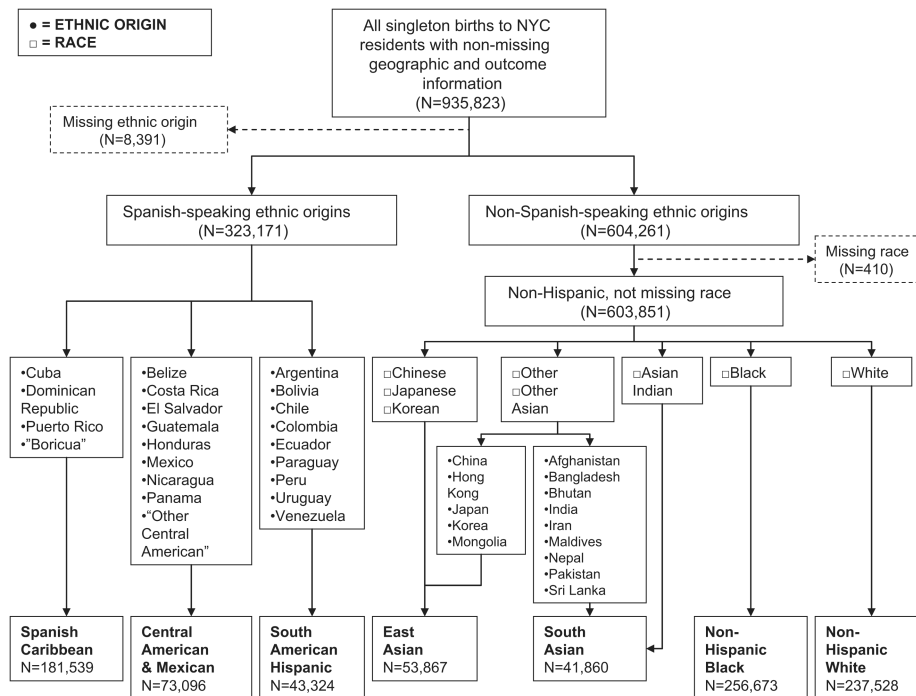 ● = ETHNIC ORIGIN
□ = RACE
All singleton births to NYC
residents with non-missing
geographic and outcome
information
(N=935,823)
Missing ethnic origin
(N=8,391)
Spanish-speaking ethnic origins
(N=323,171)
Non-Spanish-speaking ethnic origins
(N=604,261)
Missing race
(N=410)
Non-Hispanic, not missing race
(N=603,851)
•Cuba
•Dominican
Republic
•Puerto Rico
•"Boricua"
•Belize
•Costa Rica
•El Salvador
•Guatemala
•Honduras
•Mexico
•Nicaragua
•Panama
•"Other
Central
American"
•Argentina
•Bolivia
•Chile
•Colombia
•Ecuador
•Paraguay
•Peru
•Uruguay
•Venezuela
□Chinese
□Japanese
□Korean
□Other
□Other
Asian
□Asian
Indian
□Black
□White
•China
•Hong
Kong
•Japan
•Korea
•Mongolia
•Afghanistan
•Bangladesh
•Bhutan
•India
•Iran
•Maldives
•Nepal
•Pakistan
•Sri Lanka
Spanish
Caribbean
N=181,539
Central
American
& Mexican
N=73,096
South
American
Hispanic
N=43,324
East
Asian
N=53,867
South
Asian
N=41,860
Non-
Hispanic
Black
N=256,673
Non-
Hispanic
White
N=237,528